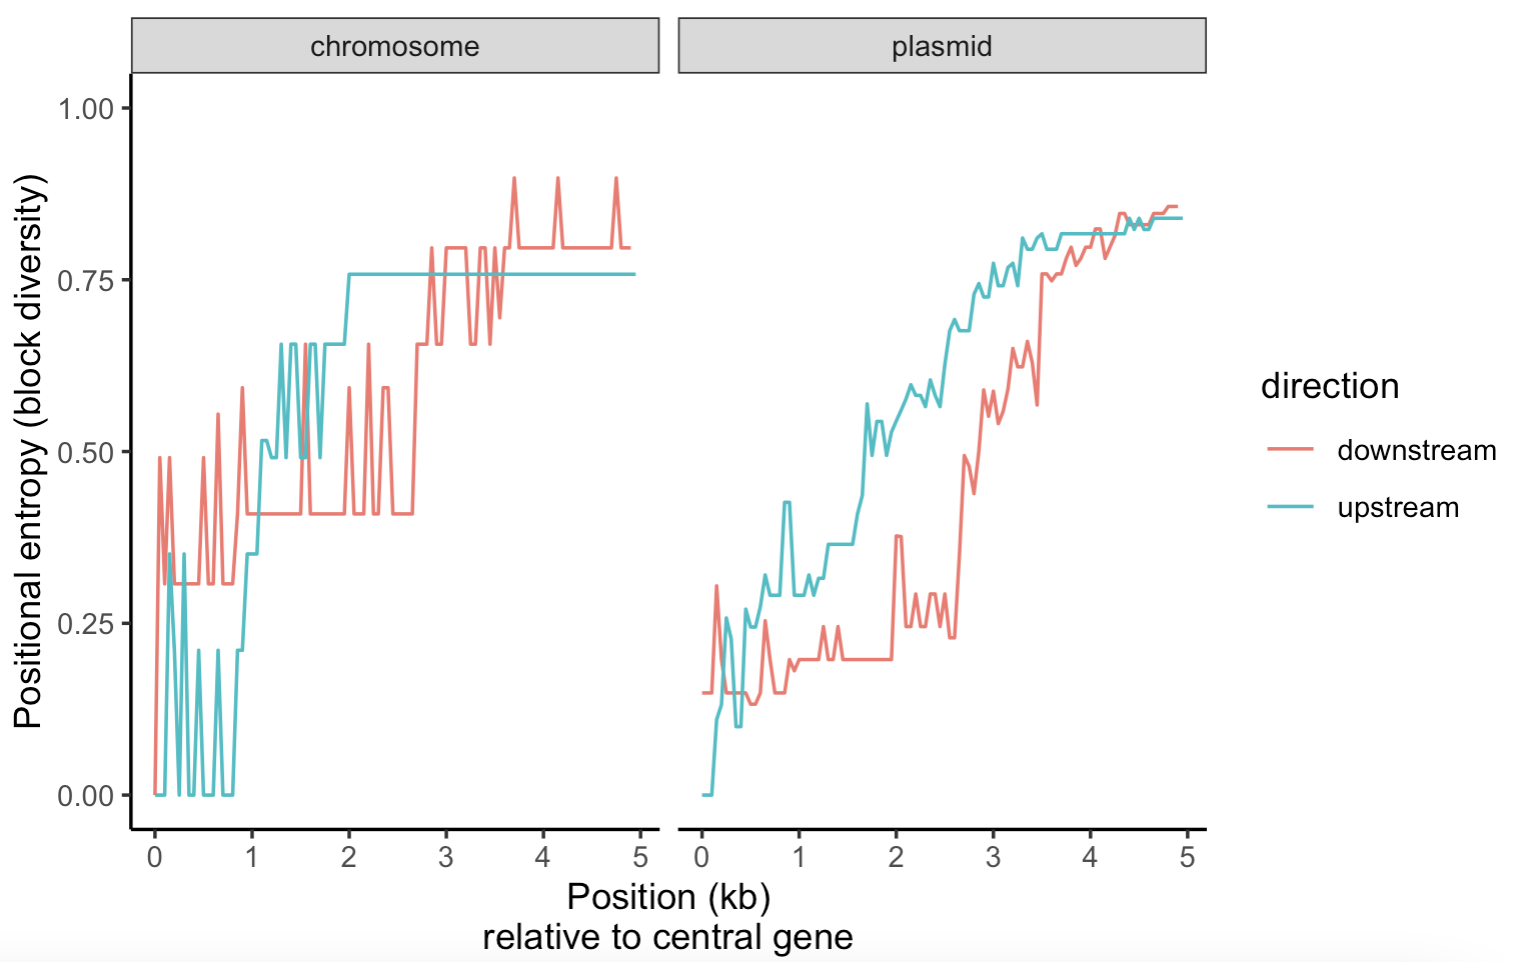 chromosome
plasmid
Positional entropy (block diversity)
1.00
0.75
0.50
0.25
0.00
0 1 2 3 4 5
0 1 2 3 4 5
Position (kb)
relative to central gene
direction
downstream
upstream